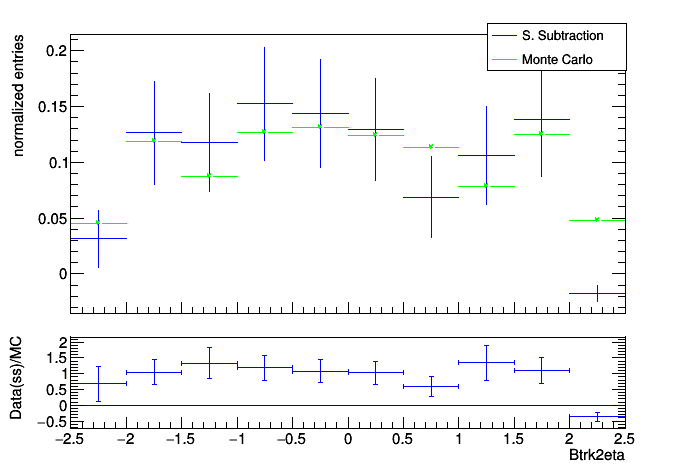 S. Subtraction
Monte Carlo
normalized entries
0.2
0.15
0.1
0.05
0
Data(ss)/MC
2
1.5
1
0.5
0
−0.5
−2.5 −2 −1.5 −1 −0.5 0 0.5 1 1.5 2 2.5
Btrk2eta